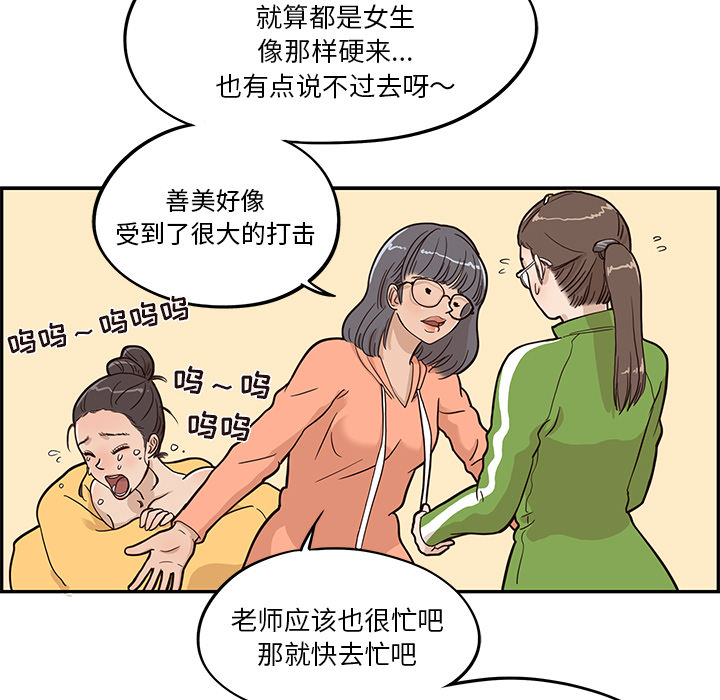 就算都是女生
像那样硬来...
也有点说不过去呀～
善美好像
受到了很大的打击
呜呜～呜呜呜
呜～呜
呜呜
老师应该也很忙吧
那就快去忙吧